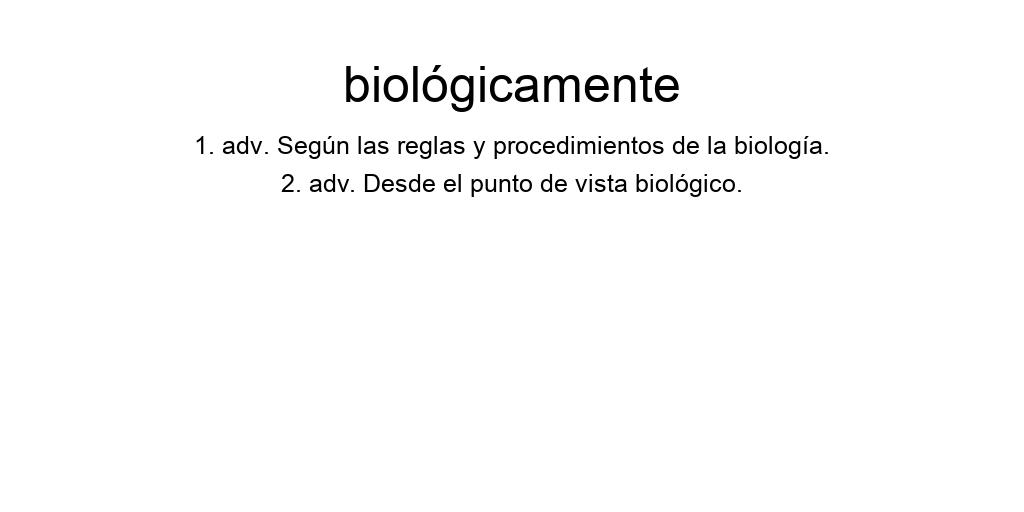 biológicamente
1. adv. Según las reglas y procedimientos de la biología.
2. adv. Desde el punto de vista biológico.